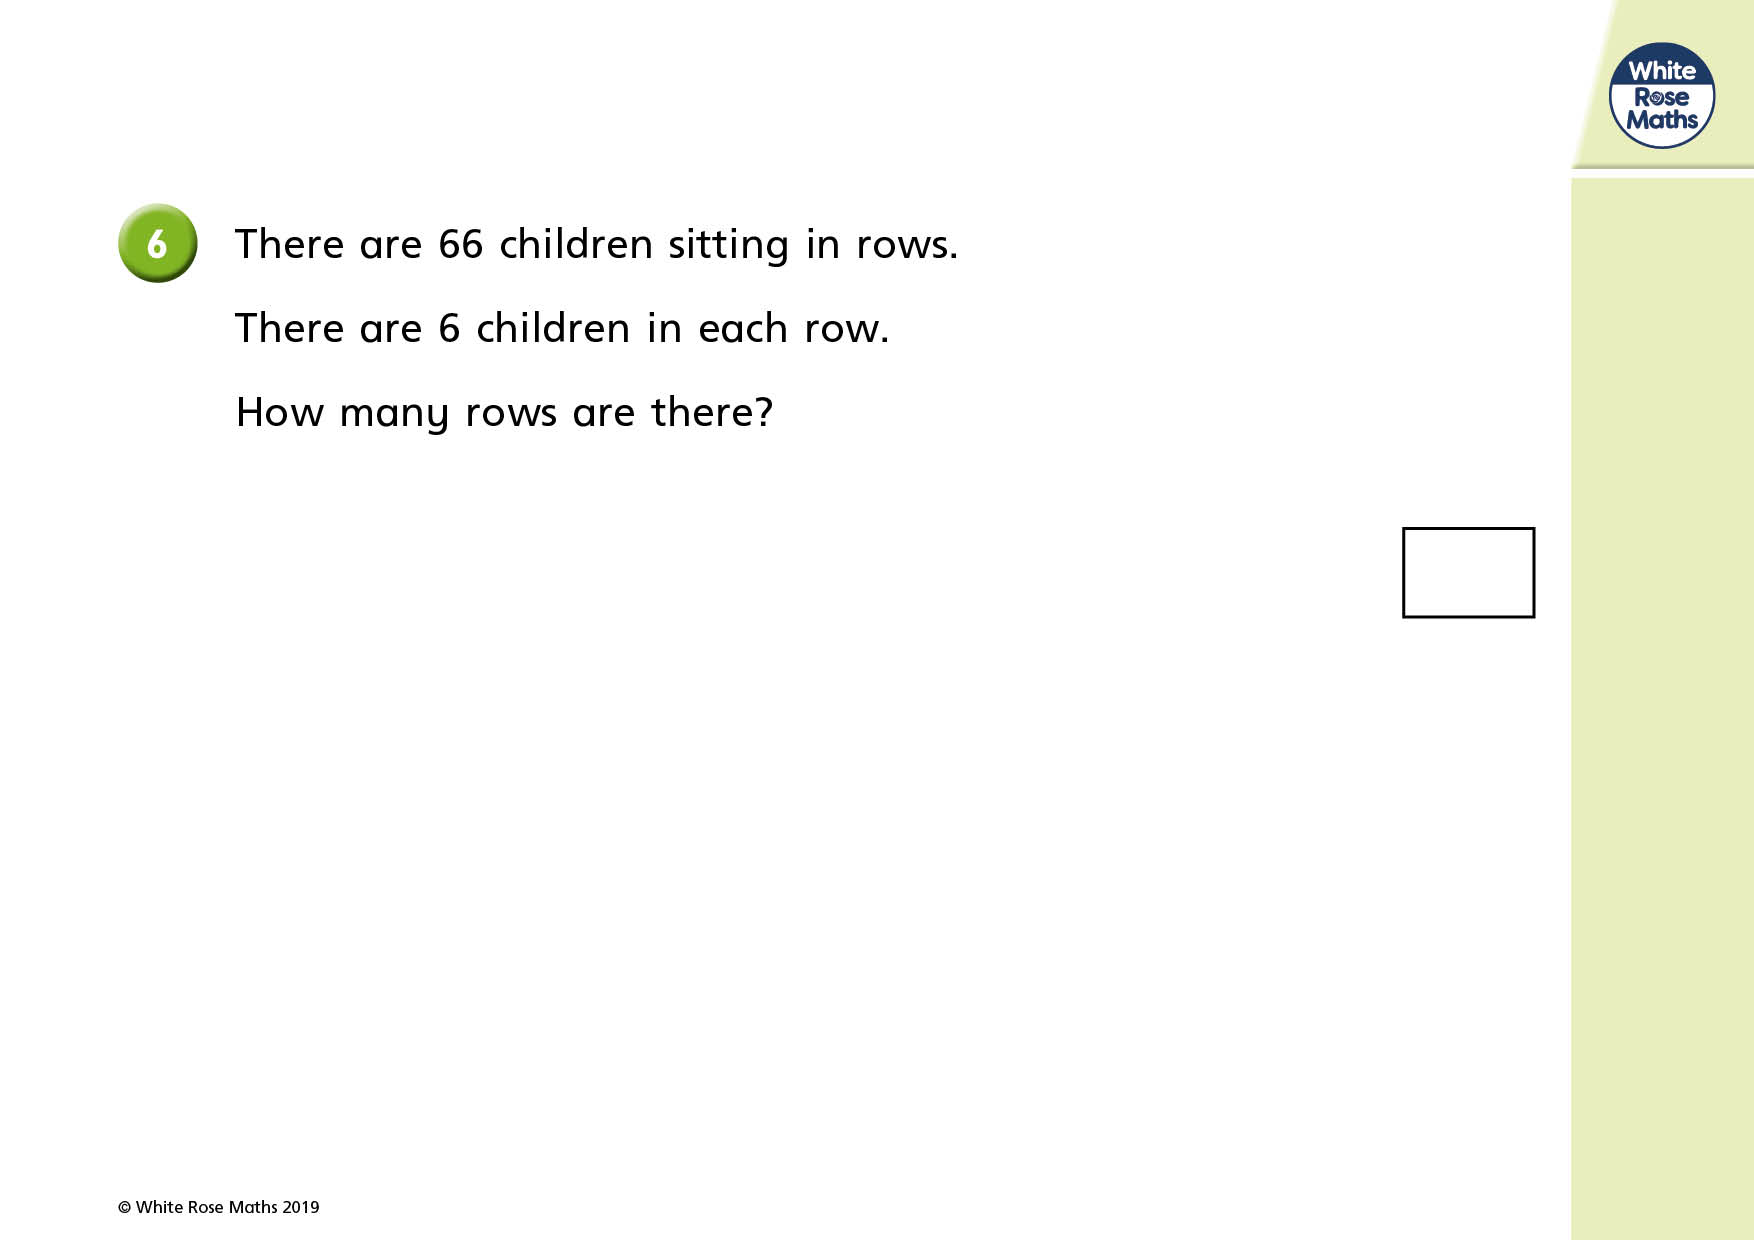 White
Rose
Maths
6 There are 66 children sitting in rows.
There are 6 children in each row.
How many rows are there?
© White Rose Maths 2019